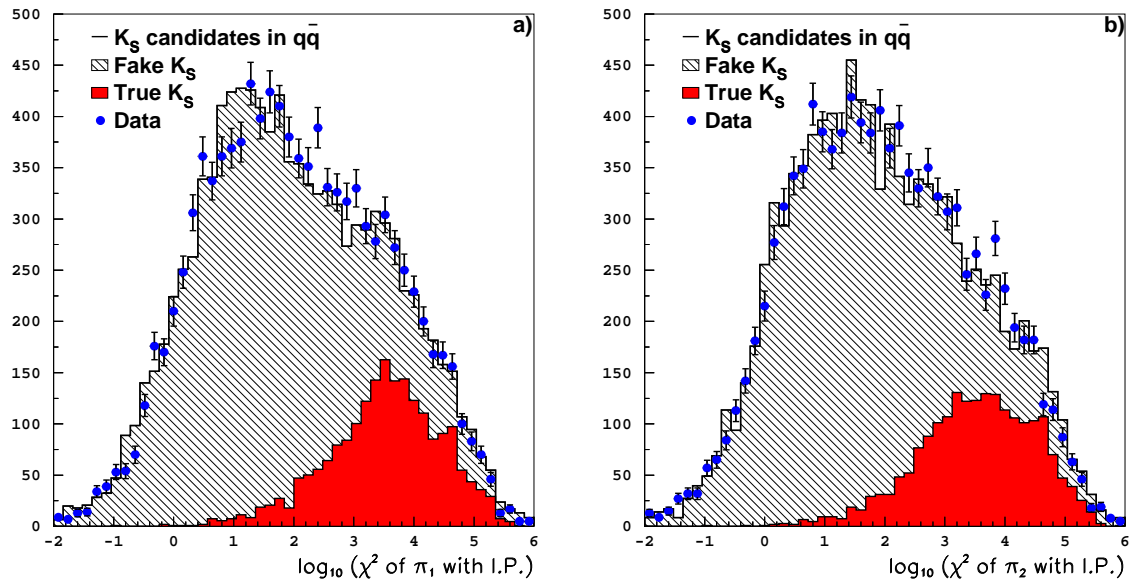 a)
K_S candidates in qq̄
Fake K_S
True K_S
Data
500
450
400
350
300
250
200
150
100
50
0
-2 -1 0 1 2 3 4 5 6
log₁₀ (χ² of π₁ with I.P.)
b)
K_S candidates in qq̄
Fake K_S
True K_S
Data
500
450
400
350
300
250
200
150
100
50
0
-2 -1 0 1 2 3 4 5 6
log₁₀ (χ² of π₂ with I.P.)